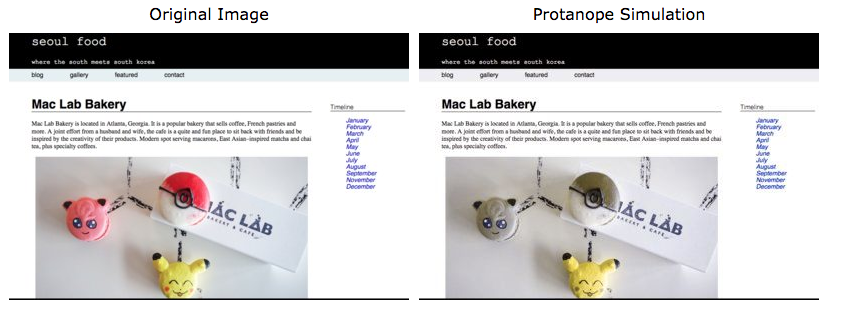 Original Image
seoul food
where the south meets south korea
blog gallery featured contact
Mac Lab Bakery
Mac Lab Bakery is located in Atlanta, Georgia. It is a popular bakery that sells coffee, French pastries and
more. A joint effort from a husband and wife, the cafe is a quite and fun place to sit back with friends and be
inspired by the creativity of their products. Modern spot serving macarons, East Asian-inspired matcha and chai
tea, plus specialty coffees.
Timeline
January
February
March
April
May
June
July
August
September
November
December
MÁC LÀB
BAKERY & CAFE
Protanope Simulation
seoul food
where the south meets south korea
blog gallery featured contact
Mac Lab Bakery
Mac Lab Bakery is located in Atlanta, Georgia. It is a popular bakery that sells coffee, French pastries and
more. A joint effort from a husband and wife, the cafe is a quite and fun place to sit back with friends and be
inspired by the creativity of their products. Modern spot serving macarons, East Asian-inspired matcha and chai
tea, plus specialty coffees.
Timeline
January
February
March
April
May
June
July
August
September
November
December
MÁC LÀB
BAKERY & CAFE